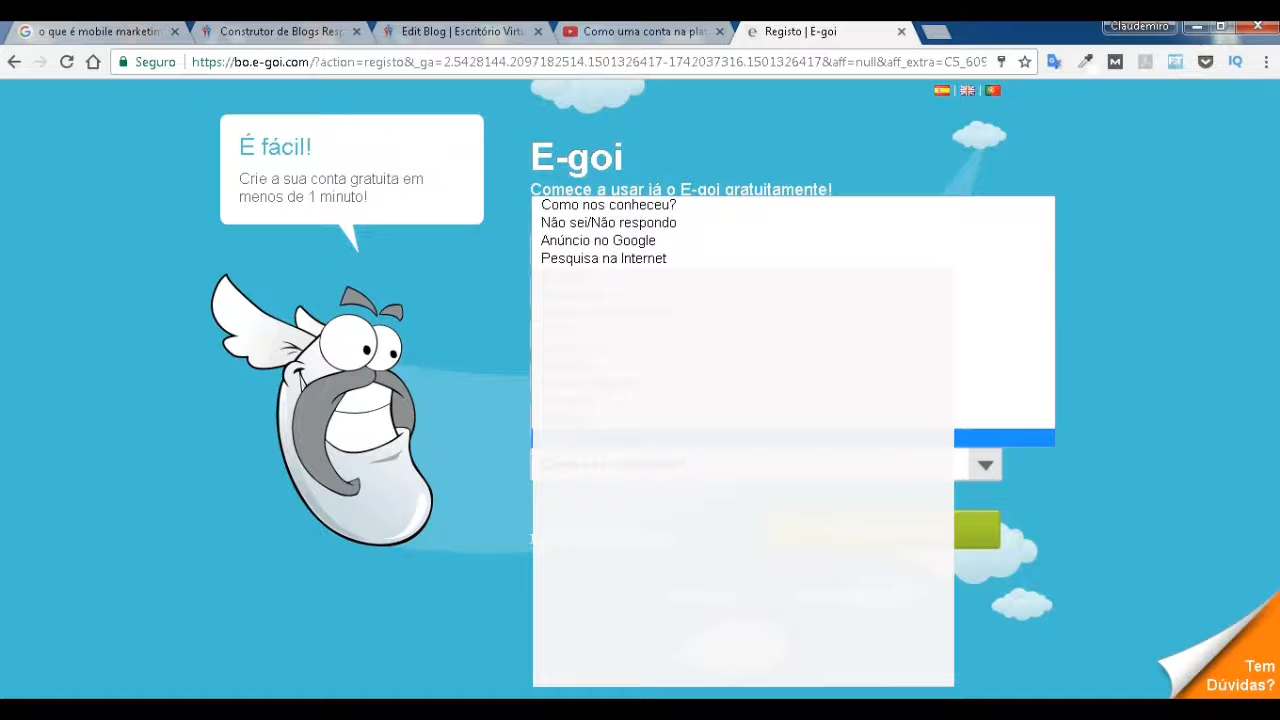 o que é mobile marketin
Construtor de Blogs Resp
Edit Blog | Escritório Virtu
Como uma conta na plat
Registo | E-goi
Claudemiro
Seguro
https://bo.e-goi.com/?action=registo&_ga=2.5428144.2097182514.1501326417-1742037316.1501326417&aff=null&aff_extra=C5_609
É fácil!
Crie a sua conta gratuita em
menos de 1 minuto!
E-goi
Comece a usar já o E-goi gratuitamente!
Como nos conheceu?
Não sei/Não respondo
Anúncio no Google
Pesquisa na Internet
Tem
Dúvidas?